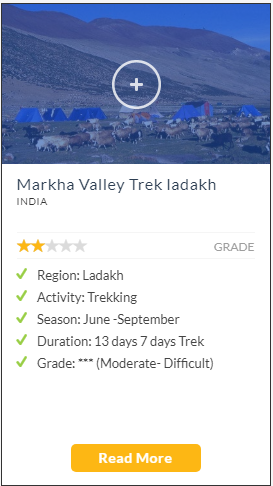 Markha Valley Trek ladakh
INDIA
GRADE
Region: Ladakh
Activity: Trekking
Season: June -September
Duration: 13 days 7 days Trek
Grade: *** (Moderate- Difficult)
Read More